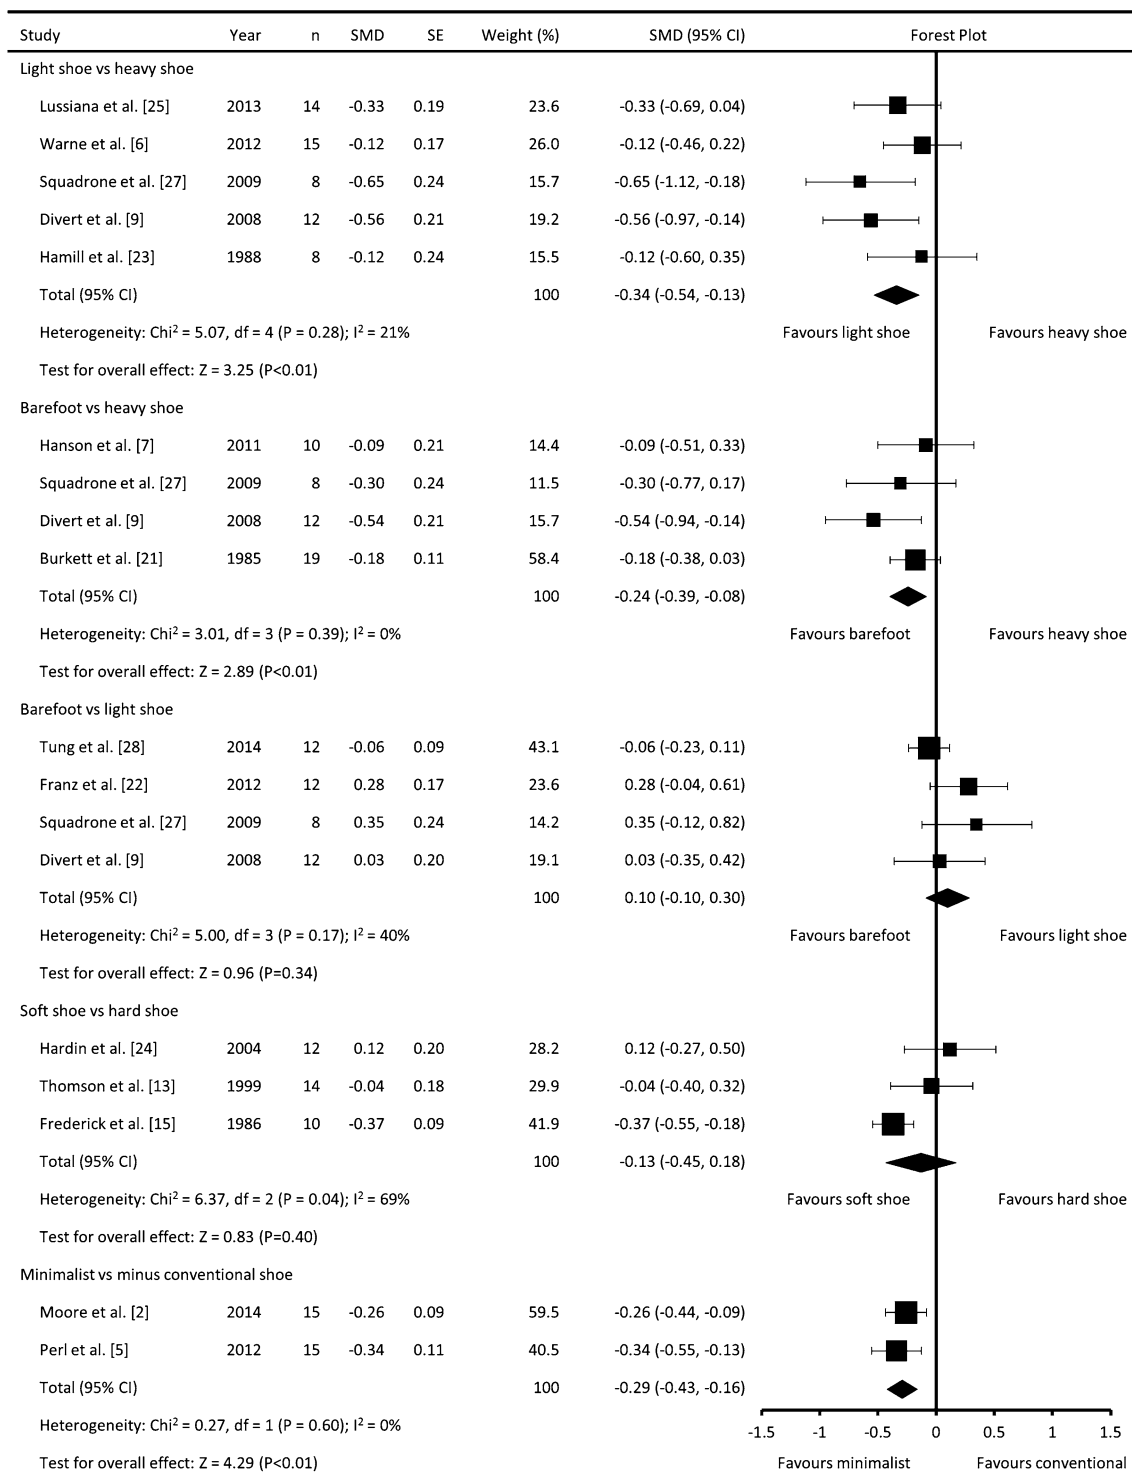 Study Year n SMD SE Weight (%) SMD (95% CI) Forest Plot
Light shoe vs heavy shoe
Lussiana et al. [25] 2013 14 -0.33 0.19 23.6 -0.33 (-0.69, 0.04)
Warne et al. [6] 2012 15 -0.12 0.17 26.0 -0.12 (-0.46, 0.22)
Squadrone et al. [27] 2009 8 -0.65 0.24 15.7 -0.65 (-1.12, -0.18)
Divert et al. [9] 2008 12 -0.56 0.21 19.2 -0.56 (-0.97, -0.14)
Hamill et al. [23] 1988 8 -0.12 0.24 15.5 -0.12 (-0.60, 0.35)
Total (95% CI) 100 -0.34 (-0.54, -0.13)
Heterogeneity: Chi² = 5.07, df = 4 (P = 0.28); I² = 21% Favours light shoe Favours heavy shoe
Test for overall effect: Z = 3.25 (P<0.01)
Barefoot vs heavy shoe
Hanson et al. [7] 2011 10 -0.09 0.21 14.4 -0.09 (-0.51, 0.33)
Squadrone et al. [27] 2009 8 -0.30 0.24 11.5 -0.30 (-0.77, 0.17)
Divert et al. [9] 2008 12 -0.54 0.21 15.7 -0.54 (-0.94, -0.14)
Burkett et al. [21] 1985 19 -0.18 0.11 58.4 -0.18 (-0.38, 0.03)
Total (95% CI) 100 -0.24 (-0.39, -0.08)
Heterogeneity: Chi² = 3.01, df = 3 (P = 0.39); I² = 0% Favours barefoot Favours heavy shoe
Test for overall effect: Z = 2.89 (P<0.01)
Barefoot vs light shoe
Tung et al. [28] 2014 12 -0.06 0.09 43.1 -0.06 (-0.23, 0.11)
Franz et al. [22] 2012 12 0.28 0.17 23.6 0.28 (-0.04, 0.61)
Squadrone et al. [27] 2009 8 0.35 0.24 14.2 0.35 (-0.12, 0.82)
Divert et al. [9] 2008 12 0.03 0.20 19.1 0.03 (-0.35, 0.42)
Total (95% CI) 100 0.10 (-0.10, 0.30)
Heterogeneity: Chi² = 5.00, df = 3 (P = 0.17); I² = 40% Favours barefoot Favours light shoe
Test for overall effect: Z = 0.96 (P=0.34)
Soft shoe vs hard shoe
Hardin et al. [24] 2004 12 0.12 0.20 28.2 0.12 (-0.27, 0.50)
Thomson et al. [13] 1999 14 -0.04 0.18 29.9 -0.04 (-0.40, 0.32)
Frederick et al. [15] 1986 10 -0.37 0.09 41.9 -0.37 (-0.55, -0.18)
Total (95% CI) 100 -0.13 (-0.45, 0.18)
Heterogeneity: Chi² = 6.37, df = 2 (P = 0.04); I² = 69% Favours soft shoe Favours hard shoe
Test for overall effect: Z = 0.83 (P=0.40)
Minimalist vs minus conventional shoe
Moore et al. [2] 2014 15 -0.26 0.09 59.5 -0.26 (-0.44, -0.09)
Perl et al. [5] 2012 15 -0.34 0.11 40.5 -0.34 (-0.55, -0.13)
Total (95% CI) 100 -0.29 (-0.43, -0.16)
Heterogeneity: Chi² = 0.27, df = 1 (P = 0.60); I² = 0% -1.5 -1 -0.5 0 0.5 1 1.5
Test for overall effect: Z = 4.29 (P<0.01) Favours minimalist Favours conventional